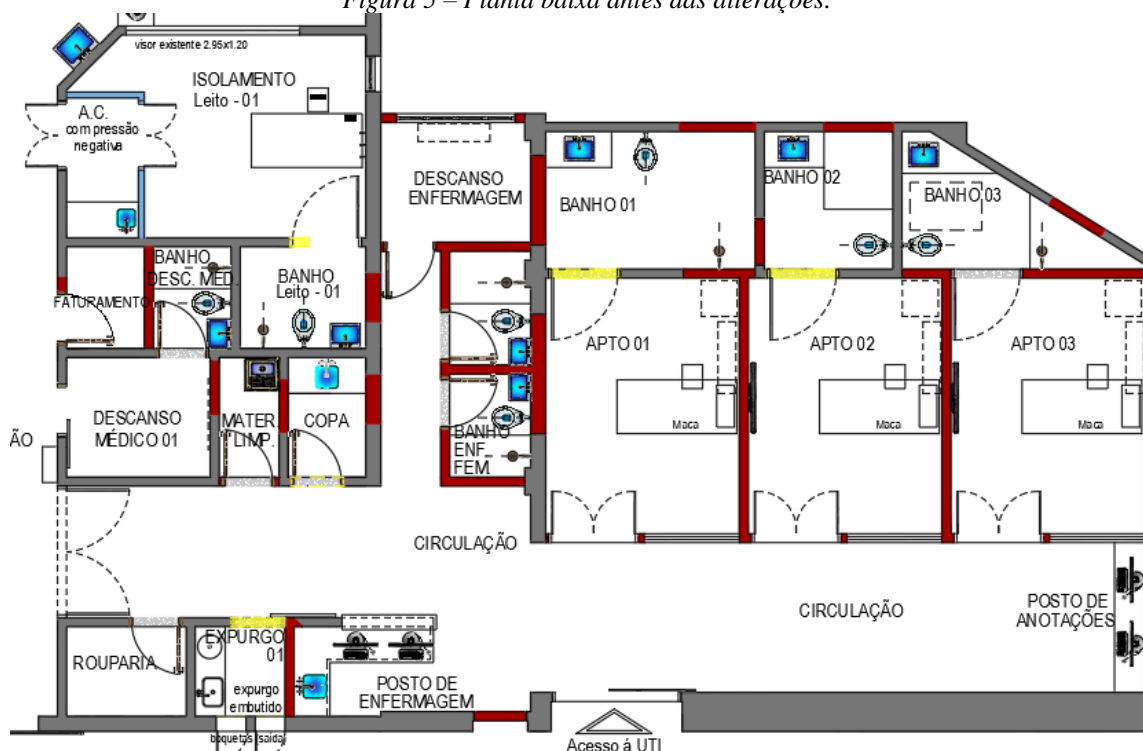 Figura 5 – Planta baixa antes das alterações.
visor existente 2.95x1.20
ISOLAMENTO
Leito - 01
A.C.
com pressão
negativa
DESCANSO
ENFERMAGEM
BANHO 01
BANHO 02
BANHO 03
BANHO
DESC. MED.
BANHO
Leito - 01
FATURAMENTO
APTO 01
APTO 02
APTO 03
DESCANSO
MÉDICO 01
MATER.
LIMP.
COPA
BANHO
ENF.
FEM.
Maca
Maca
Maca
ÃO
CIRCULAÇÃO
CIRCULAÇÃO
POSTO DE
ANOTAÇÕES
ROUPARIA
EXPURGO
01
expurgo
embutido
POSTO DE
ENFERMAGEM
boquetas (saída)
Acesso á UTI